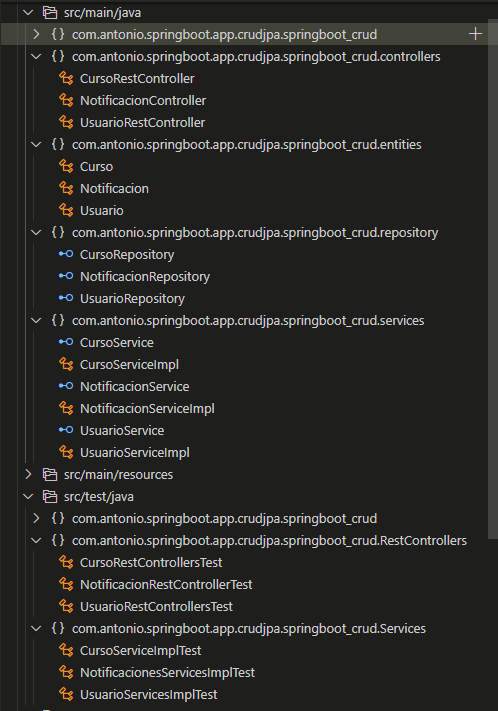 src/main/java
{} com.antonio.springboot.app.crudjpa.springboot_crud
{} com.antonio.springboot.app.crudjpa.springboot_crud.controllers
CursoRestController
NotificacionController
UsuarioRestController
{} com.antonio.springboot.app.crudjpa.springboot_crud.entities
Curso
Notificacion
Usuario
{} com.antonio.springboot.app.crudjpa.springboot_crud.repository
CursoRepository
NotificacionRepository
UsuarioRepository
{} com.antonio.springboot.app.crudjpa.springboot_crud.services
CursoService
CursoServiceImpl
NotificacionService
NotificacionServiceImpl
UsuarioService
UsuarioServiceImpl
src/main/resources
src/test/java
{} com.antonio.springboot.app.crudjpa.springboot_crud
{} com.antonio.springboot.app.crudjpa.springboot_crud.RestControllers
CursoRestControllersTest
NotificacionRestControllerTest
UsuarioRestControllersTest
{} com.antonio.springboot.app.crudjpa.springboot_crud.Services
CursoServiceImplTest
NotificacionesServicesImplTest
UsuarioServicesImplTest